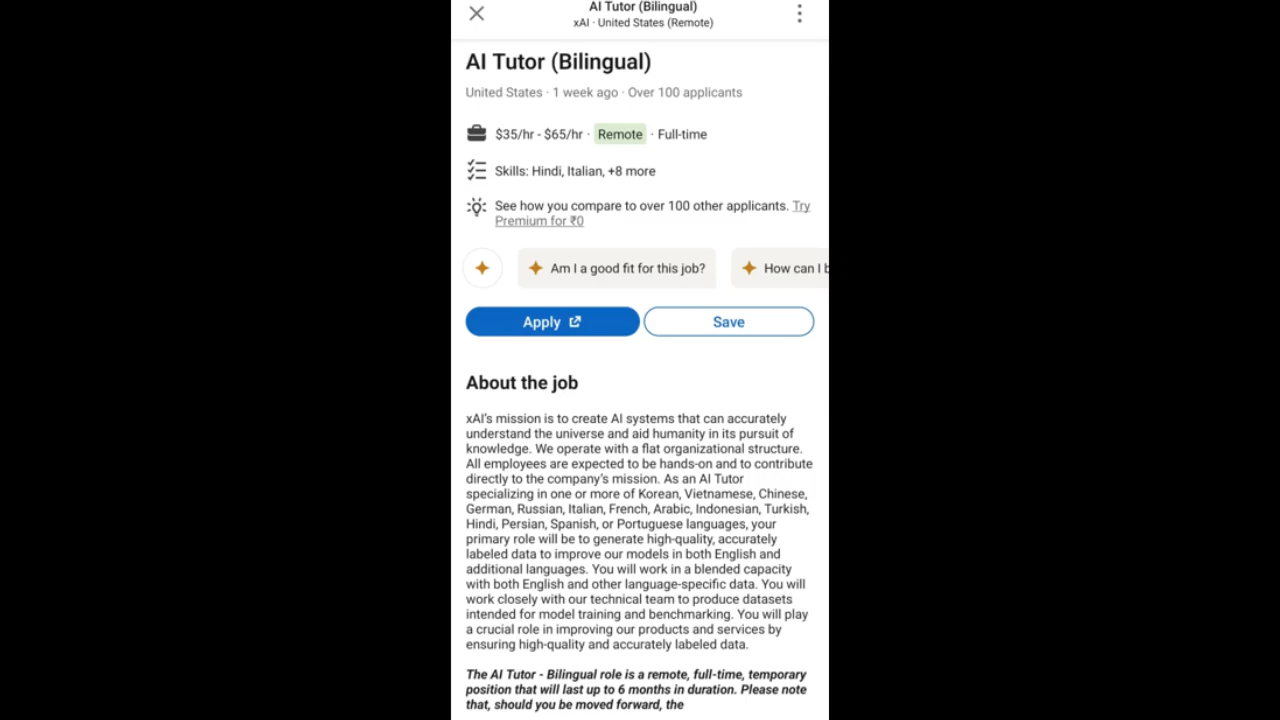 AI Tutor (Bilingual)
xAI · United States (Remote)
AI Tutor (Bilingual)
United States · 1 week ago · Over 100 applicants
$35/hr - $65/hr · Remote · Full-time
Skills: Hindi, Italian, +8 more
See how you compare to over 100 other applicants. Try
Premium for ₹0
Am I a good fit for this job?
How can I b
Apply
Save
About the job
xAI's mission is to create AI systems that can accurately
understand the universe and aid humanity in its pursuit of
knowledge. We operate with a flat organizational structure.
All employees are expected to be hands-on and to contribute
directly to the company's mission. As an AI Tutor
specializing in one or more of Korean, Vietnamese, Chinese,
German, Russian, Italian, French, Arabic, Indonesian, Turkish,
Hindi, Persian, Spanish, or Portuguese languages, your
primary role will be to generate high-quality, accurately
labeled data to improve our models in both English and
additional languages. You will work in a blended capacity
with both English and other language-specific data. You will
work closely with our technical team to produce datasets
intended for model training and benchmarking. You will play
a crucial role in improving our products and services by
ensuring high-quality and accurately labeled data.
The AI Tutor - Bilingual role is a remote, full-time, temporary
position that will last up to 6 months in duration. Please note
that, should you be moved forward, the